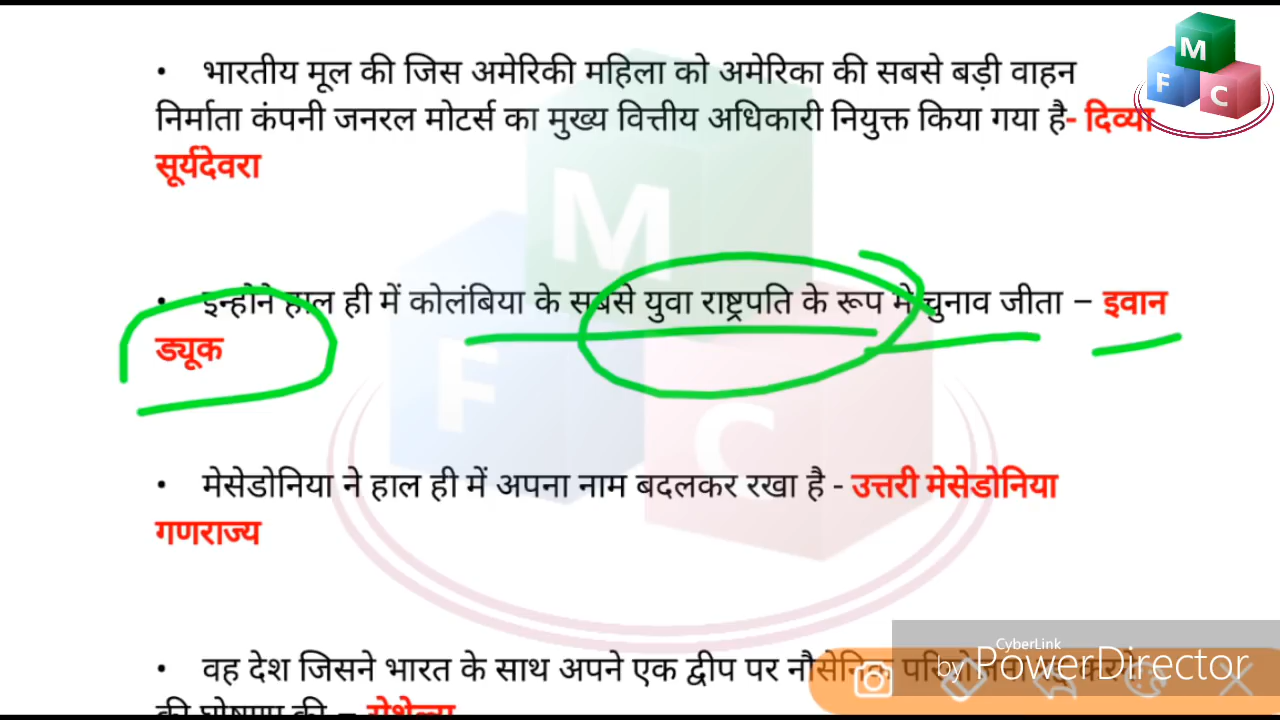 • भारतीय मूल की जिस अमेरिकी महिला को अमेरिका की सबसे बड़ी वाहन
निर्माता कंपनी जनरल मोटर्स का मुख्य वित्तीय अधिकारी नियुक्त किया गया है- दिव्या
सूर्यदेवरा
• इन्होने हाल ही में कोलंबिया के सबसे युवा राष्ट्रपति के रूप मे चुनाव जीता – इवान
ड्यूक
• मेसेडोनिया ने हाल ही में अपना नाम बदलकर रखा है - उत्तरी मेसेडोनिया
गणराज्य
• वह देश जिसने भारत के साथ अपने एक द्वीप पर नौसेनिक
की घोषणा की –
M
F
C
M
F
C
CyberLink
by PowerDirector